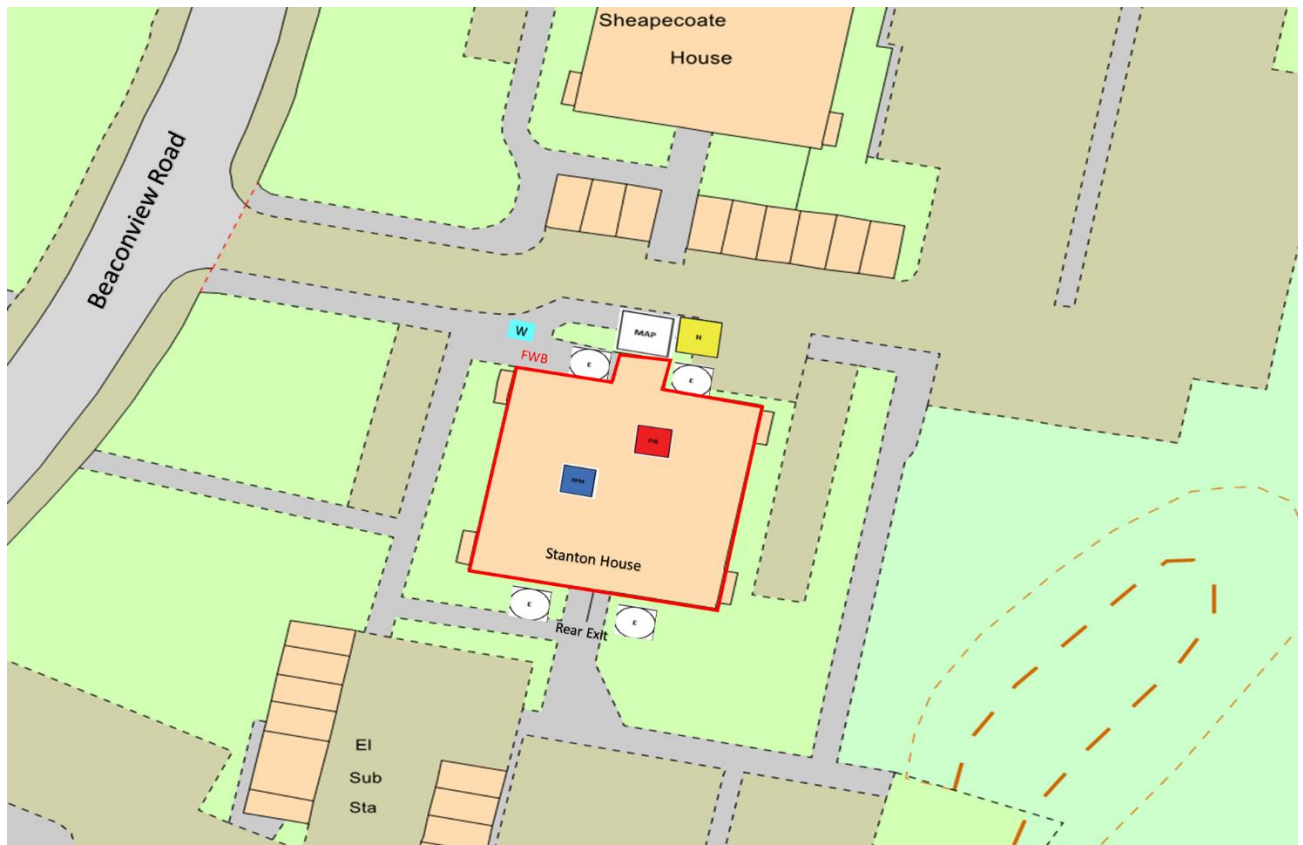 Sheapecoate
House
Beaconview Road
W
FWB
MAP
H
E
E
Stanton House
E
E
Rear Exit
El
Sub
Sta